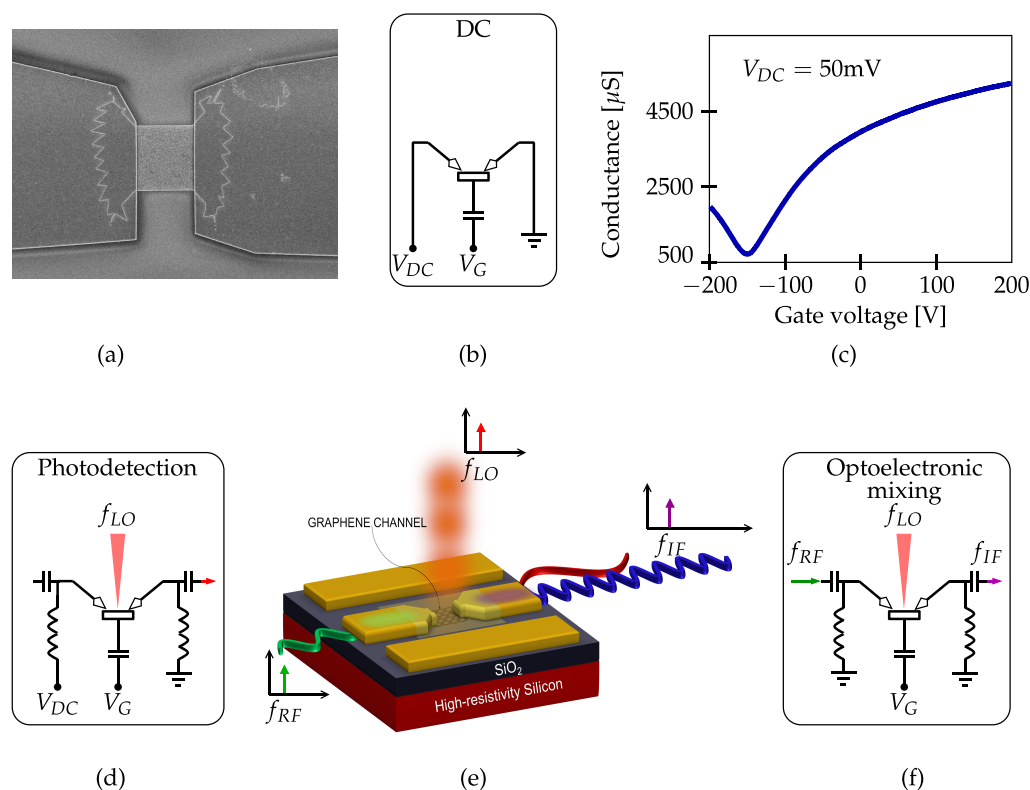 DC
V_DC
V_G
(a)
(b)
V_DC = 50mV
Conductance [μS]
4500
2500
500
−200
−100
0
100
200
Gate voltage [V]
(c)
Photodetection
f_LO
V_DC
V_G
(d)
f_LO
GRAPHENE CHANNEL
f_IF
f_RF
SiO₂
High-resistivity Silicon
(e)
Optoelectronic
mixing
f_LO
f_RF
f_IF
V_G
(f)